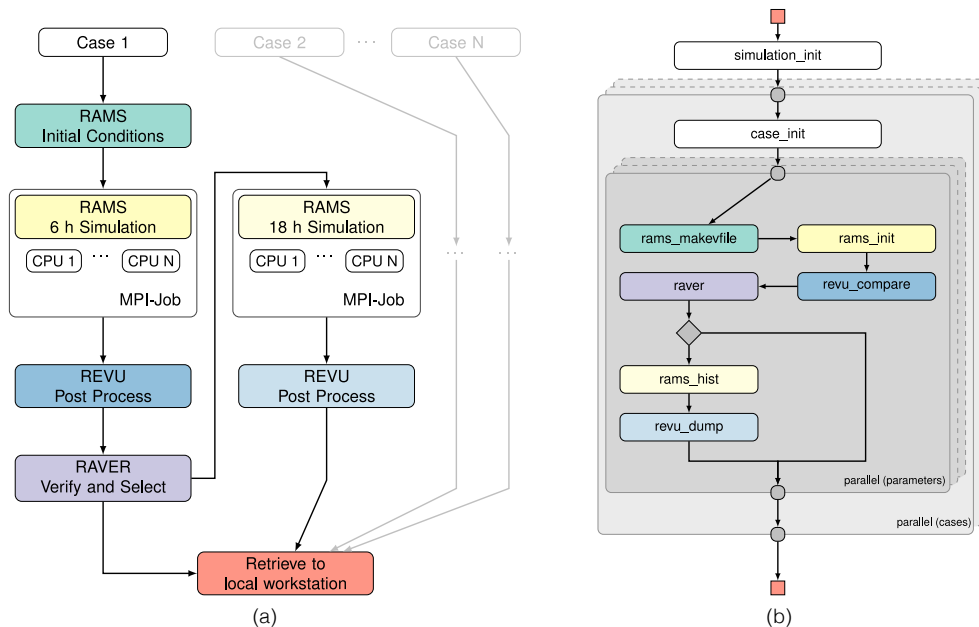 Case 1
Case 2
...
Case N
RAMS
Initial Conditions
RAMS
6 h Simulation
CPU 1
...
CPU N
MPI-Job
RAMS
18 h Simulation
CPU 1
...
CPU N
MPI-Job
...
...
REVU
Post Process
REVU
Post Process
RAVER
Verify and Select
Retrieve to
local workstation
(a)
simulation_init
case_init
rams_makevfile
rams_init
raver
revu_compare
rams_hist
revu_dump
parallel (parameters)
parallel (cases)
(b)